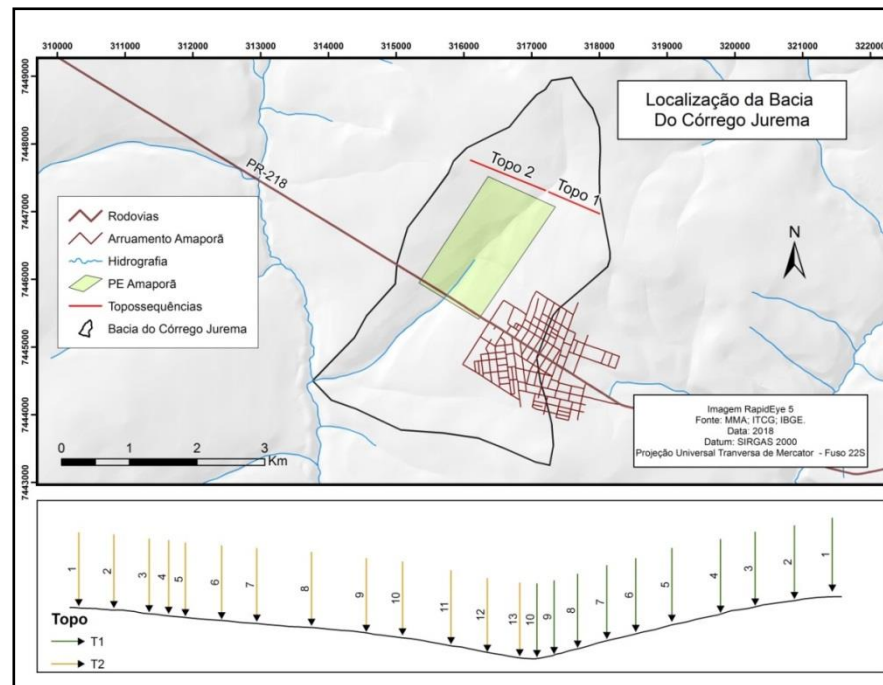 310000 311000 312000 313000 314000 315000 316000 317000 318000 319000 320000 321000 322000
7449000
7448000
7447000
7446000
7445000
7444000
7443000
Localização da Bacia
Do Córrego Jurema
PR-218
Topo 2
Topo 1
N
Rodovias
Arruamento Amaporã
Hidrografia
PE Amaporã
Topossequências
Bacia do Córrego Jurema
0 1 2 3
Km
Imagem RapidEye 5
Fonte: MMA; ITCG; IBGE.
Data: 2018
Datum: SIRGAS 2000
Projeção Universal Tranversa de Mercator - Fuso 22S
1 2 3 4 5 6 7 8 9 10 11 12 13 10 9 8 7 6 5 4 3 2 1
Topo
T1
T2